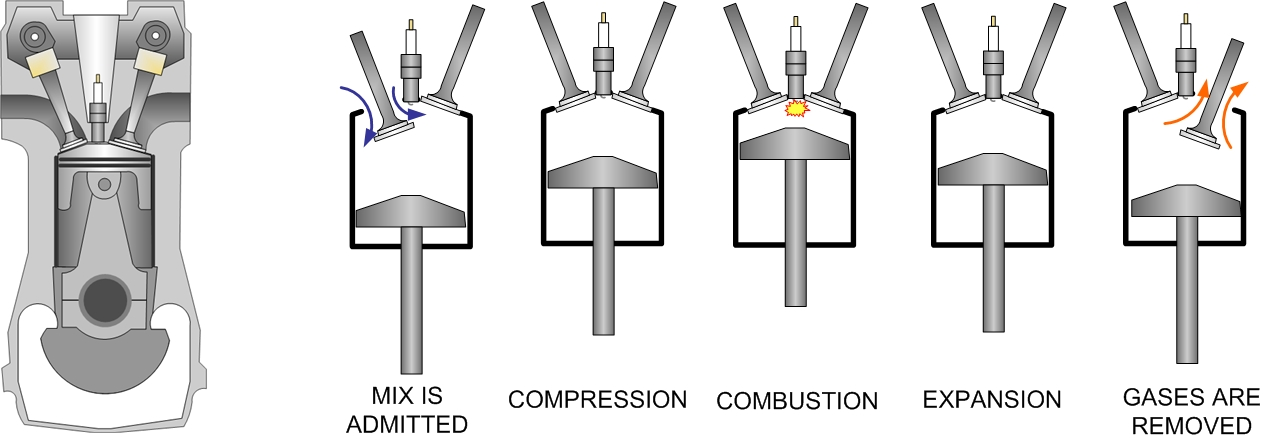 MIX IS
ADMITTED
COMPRESSION
COMBUSTION
EXPANSION
GASES ARE
REMOVED